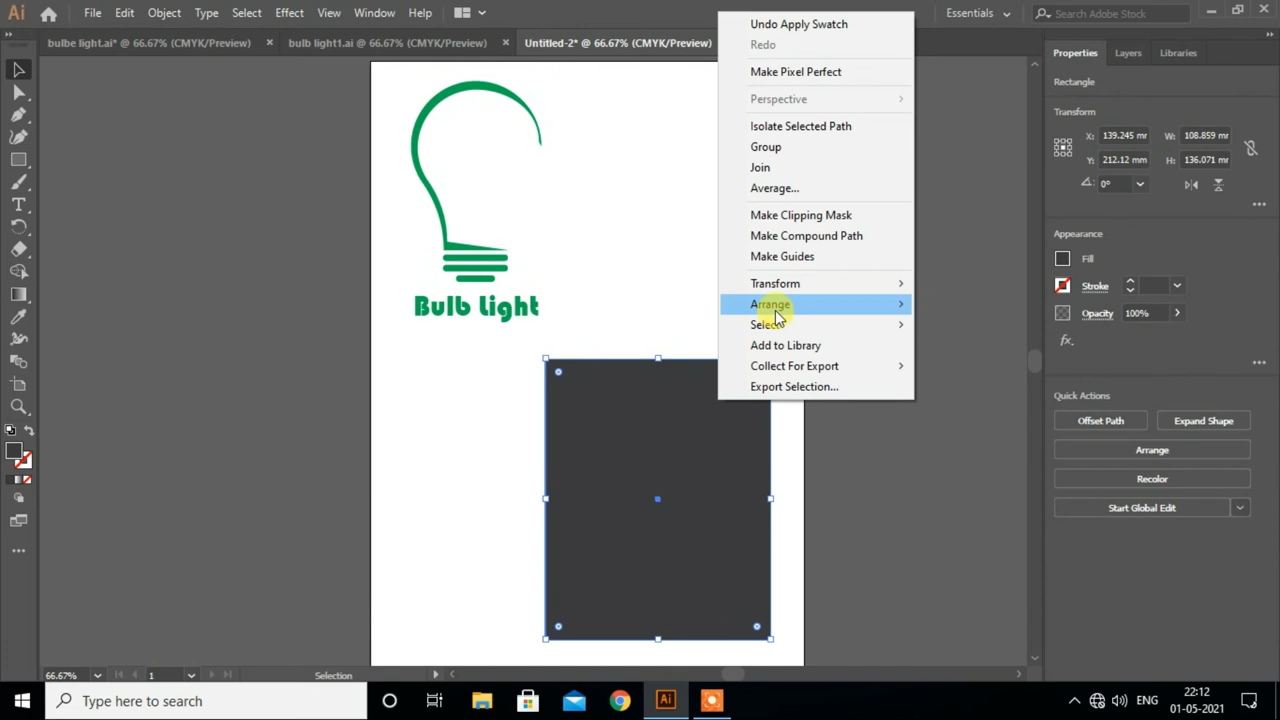 Ai File Edit Object Type Select Effect View Window Help Essentials Search Adobe Stock
bulbe light.ai* @ 66.67% (CMYK/Preview) bulb light1.ai @ 66.67% (CMYK/Preview) Untitled-2* @ 66.67% (CMYK/Preview)
Undo Apply Swatch
Redo
Make Pixel Perfect
Perspective
Isolate Selected Path
Group
Join
Average...
Make Clipping Mask
Make Compound Path
Make Guides
Transform
Arrange
Select
Add to Library
Collect For Export
Export Selection...
Bulb Light
Properties Layers Libraries
Rectangle
Transform
X: 139.245 mm W: 108.859 mm
Y: 212.12 mm H: 136.071 mm
0°
Appearance
Fill
Stroke
Opacity 100%
fx.
Quick Actions
Offset Path Expand Shape
Arrange
Recolor
Start Global Edit
66.67% 1 Selection
Type here to search
Ai
ENG
22:12
01-05-2021